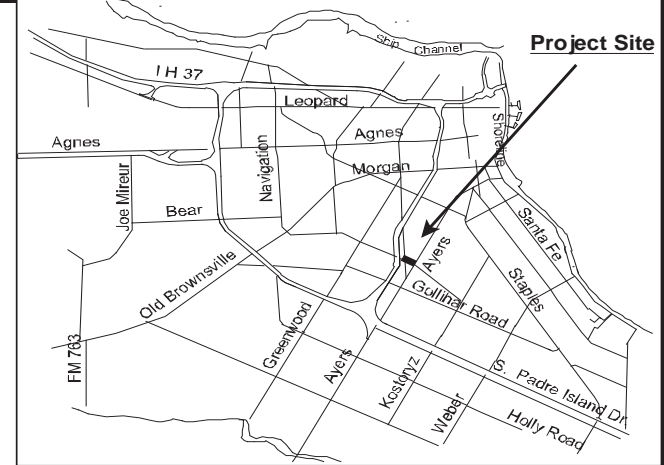 Ship Channel
Project Site
I H 37
Leopard
Shoreline
Agnes
Agnes
Navigation
Morgan
Joe Mireur
Bear
Santa Fe
Ayers
Old Brownsville
Staples
Gollihar Road
FM 763
Greenwood
Ayers
Kostoryz
S. Padre Island Dr.
Weber
Holly Road